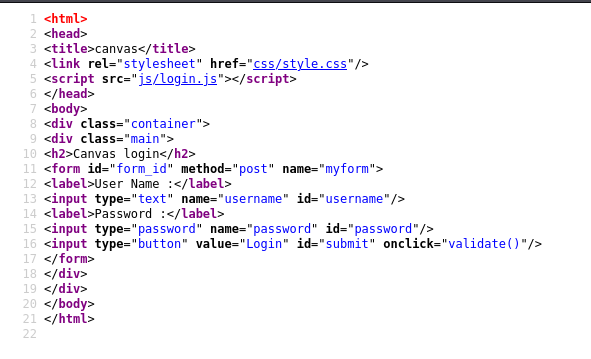 1 <html>
2 <head>
3 <title>canvas</title>
4 <link rel="stylesheet" href="css/style.css"/>
5 <script src="js/login.js"></script>
6 </head>
7 <body>
8 <div class="container">
9 <div class="main">
10 <h2>Canvas login</h2>
11 <form id="form_id" method="post" name="myform">
12 <label>User Name :</label>
13 <input type="text" name="username" id="username"/>
14 <label>Password :</label>
15 <input type="password" name="password" id="password"/>
16 <input type="button" value="Login" id="submit" onclick="validate()"/>
17 </form>
18 </div>
19 </div>
20 </body>
21 </html>
22